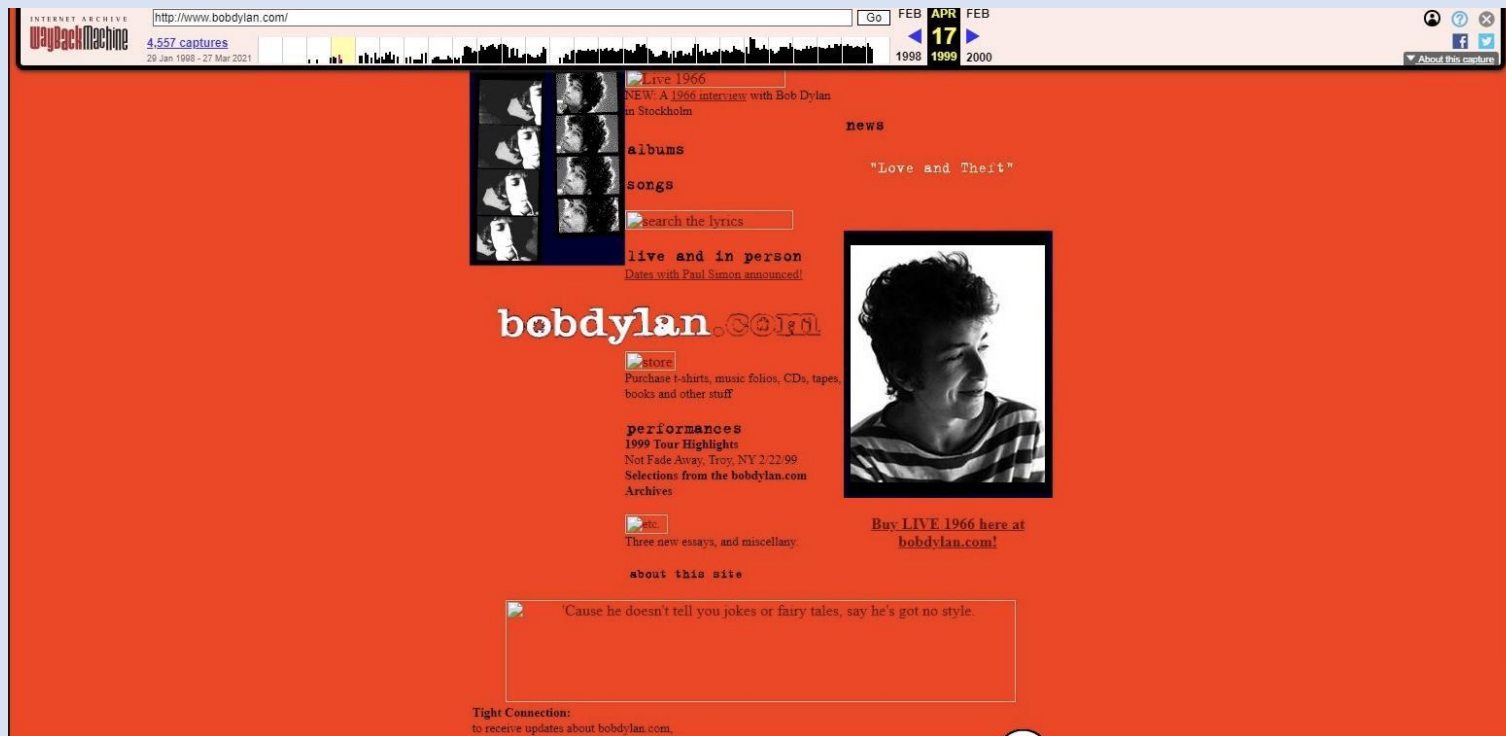 INTERNET ARCHIVE
WayBackMachine
http://www.bobdylan.com/
Go
FEB APR FEB
17
1998 1999 2000
4,557 captures
29 Jan 1998 - 27 Mar 2021
About this capture
Live 1966
NEW: A 1966 interview with Bob Dylan
in Stockholm
albums
songs
search the lyrics
live and in person
Dates with Paul Simon announced!
news
"Love and Theft"
bobdylan.com
store
Purchase t-shirts, music folios, CDs, tapes,
books and other stuff
performances
1999 Tour Highlights
Not Fade Away, Troy, NY 2/22/99
Selections from the bobdylan.com
Archives
etc.
Three new essays, and miscellany.
about this site
Buy LIVE 1966 here at
bobdylan.com!
'Cause he doesn't tell you jokes or fairy tales, say he's got no style.
Tight Connection:
to receive updates about bobdylan.com,